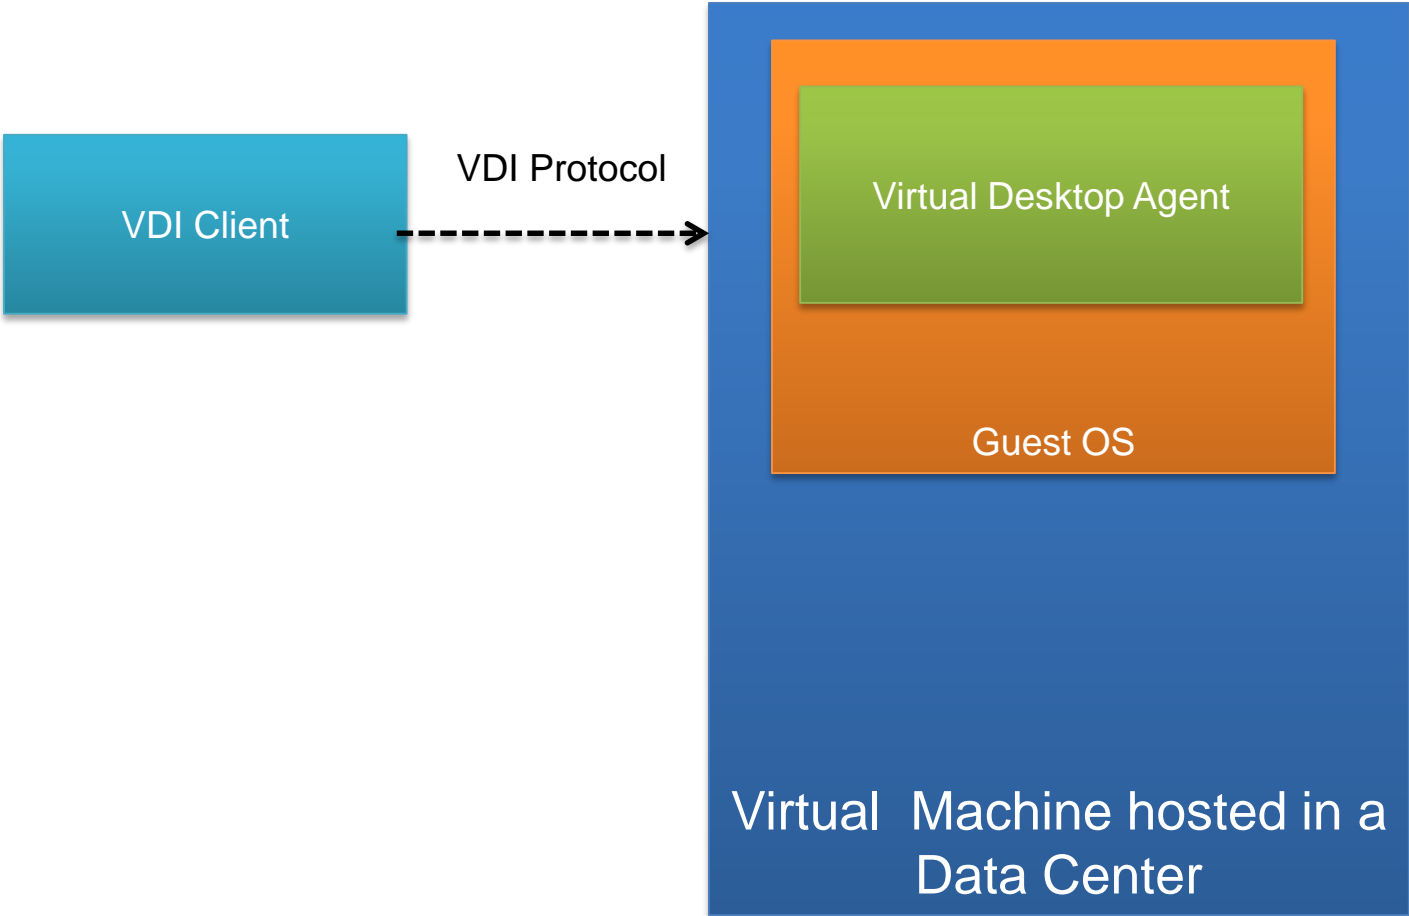 VDI Protocol
VDI Client
Virtual Desktop Agent
Guest OS
Virtual  Machine hosted in a
Data Center